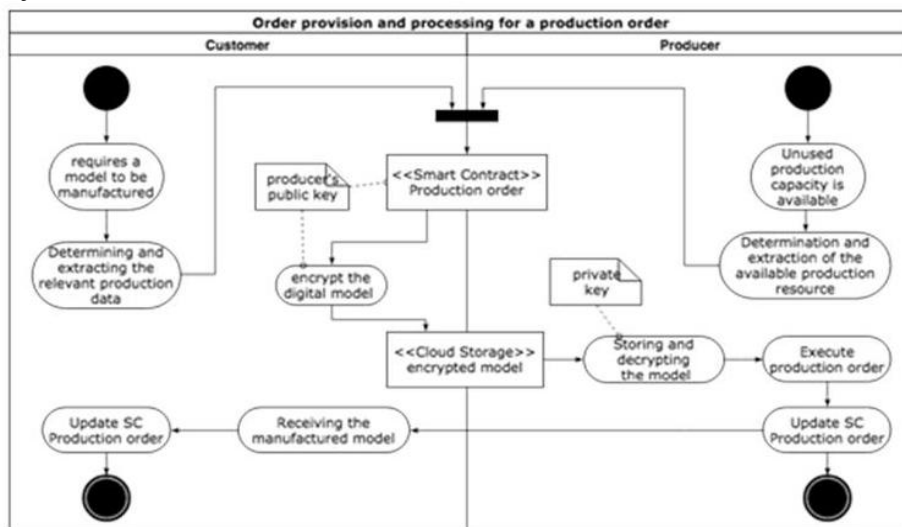 Order provision and processing for a production order
Customer
Producer
requires a
model to be
manufactured
Determining and
extracting the
relevant production
data
producer's
public key
<<Smart Contract>>
Production order
encrypt the
digital model
<<Cloud Storage>>
encrypted model
Unused
production
capacity is
available
Determination and
extraction of the
available production
resource
private
key
Storing and
decrypting
the model
Execute
production order
Update SC
Production order
Receiving the
manufactured model
Update SC
Production order